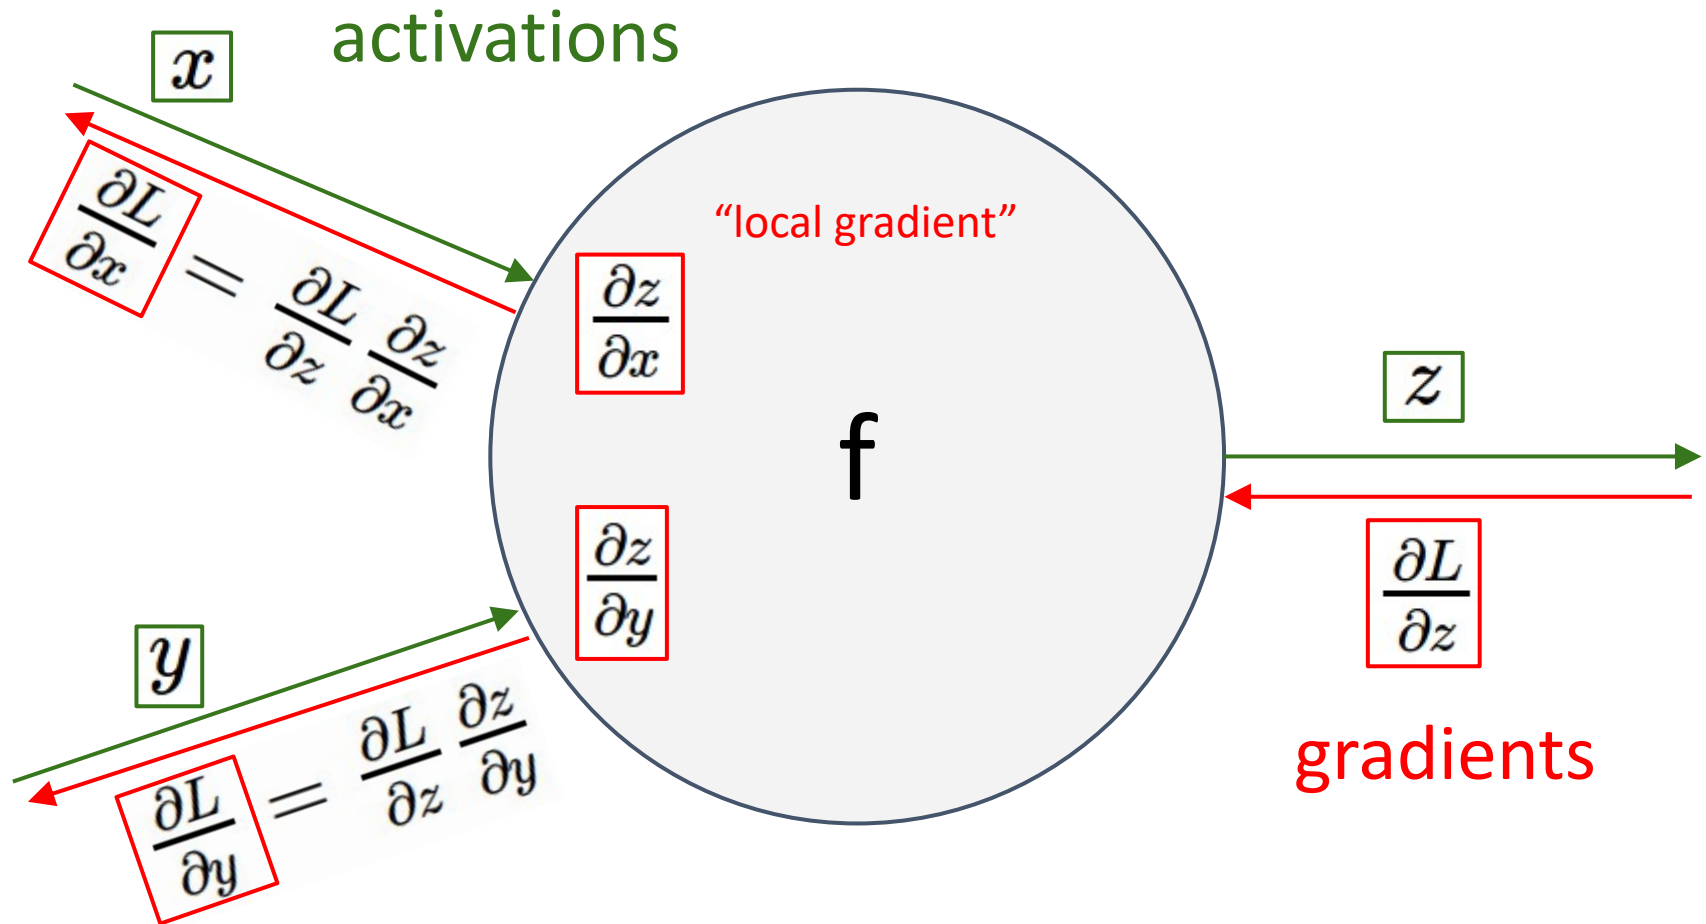 activations
x
∂L/∂x = ∂L/∂z ∂z/∂x
“local gradient”
∂z/∂x
f
z
∂z/∂y
∂L/∂z
y
∂L/∂y = ∂L/∂z ∂z/∂y
gradients